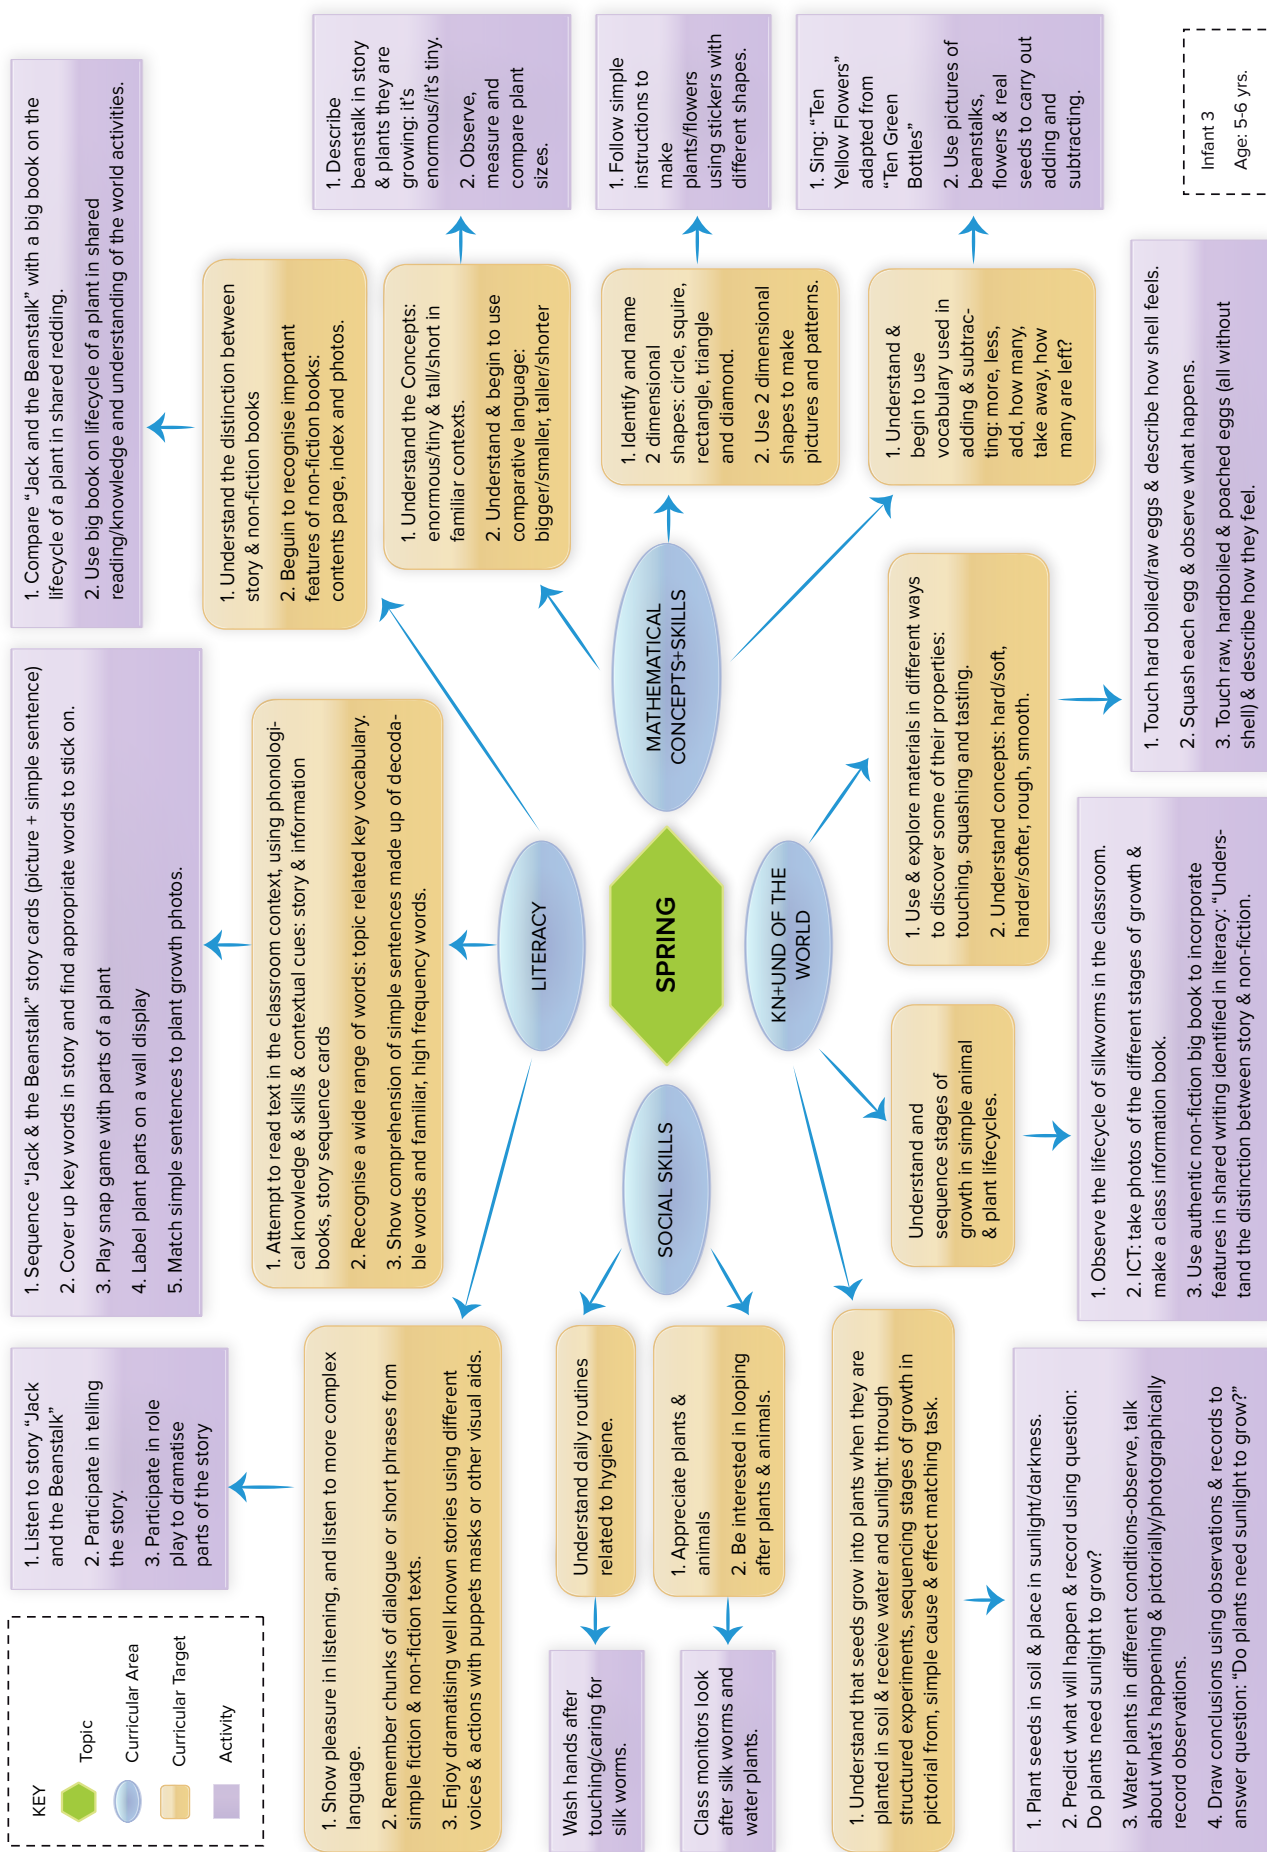 KEY
Topic
Curricular Area
Curricular Target
Activity
1. Listen to story “Jack
and the Beanstalk”
2. Participate in telling
the story.
3. Participate in role
play to dramatise
parts of the story
1. Sequence “Jack & the Beanstalk” story cards (picture + simple sentence)
2. Cover up key words in story and find appropriate words to stick on.
3. Play snap game with parts of a plant
4. Label plant parts on a wall display
5. Match simple sentences to plant growth photos.
1. Compare “Jack and the Beanstalk” with a big book on the
lifecycle of a plant in shared redding.
2. Use big book on lifecycle of a plant in shared
reading/knowledge and understanding of the world activities.
1. Show pleasure in listening, and listen to more complex
language.
2. Remember chunks of dialogue or short phrases from
simple fiction & non-fiction texts.
3. Enjoy dramatising well known stories using different
voices & actions with puppets masks or other visual aids.
1. Attempt to read text in the classroom context, using phonologi-
cal knowledge & skills & contextual cues: story & information
books, story sequence cards
2. Recognise a wide range of words: topic related key vocabulary.
3. Show comprehension of simple sentences made up of decoda-
ble words and familiar, high frequency words.
1. Understand the distinction between
story & non-fiction books
2. Beguin to recognise important
features of non-fiction books:
contents page, index and photos.
LITERACY
1. Understand the Concepts:
enormous/tiny & tall/short in
familiar contexts.
2. Understand & begin to use
comparative language:
bigger/smaller, taller/shorter
1. Describe
beanstalk in story
& plants they are
growing: it’s
enormous/it’s tiny.
2. Observe,
measure and
compare plant
sizes.
Wash hands after
touching/caring for
silk worms.
Understand daily routines
related to hygiene.
SOCIAL SKILLS
SPRING
MATHEMATICAL
CONCEPTS+SKILLS
1. Identify and name
2 dimensional
shapes: circle, squire,
rectangle, triangle
and diamond.
2. Use 2 dimensional
shapes to make
pictures and patterns.
1. Follow simple
instructions to
make
plants/flowers
using stickers with
different shapes.
Class monitors look
after silk worms and
water plants.
1. Appreciate plants &
animals
2. Be interested in looping
after plants & animals.
KN+UND OF THE
WORLD
1. Understand &
begin to use
vocabulary used in
adding & subtrac-
ting: more, less,
add, how many,
take away, how
many are left?
1. Sing: “Ten
Yellow Flowers”
adapted from
“Ten Green
Bottles”
2. Use pictures of
beanstalks,
flowers & real
seeds to carry out
adding and
subtracting.
1. Understand that seeds grow into plants when they are
planted in soil & receive water and sunlight: through
structured experiments, sequencing stages of growth in
pictorial from, simple cause & effect matching task.
Understand and
sequence stages of
growth in simple animal
& plant lifecycles.
1. Use & explore materials in different ways
to discover some of their properties:
touching, squashing and tasting.
2. Understand concepts: hard/soft,
harder/softer, rough, smooth.
1. Plant seeds in soil & place in sunlight/darkness.
2. Predict what will happen & record using question:
Do plants need sunlight to grow?
3. Water plants in different conditions-observe, talk
about what’s happening & pictorially/photographically
record observations.
4. Draw conclusions using observations & records to
answer question: “Do plants need sunlight to grow?”
1. Observe the lifecycle of silkworms in the classroom.
2. ICT: take photos of the different stages of growth &
make a class information book.
3. Use authentic non-fiction big book to incorporate
features in shared writing identified in literacy: “Unders-
tand the distinction between story & non-fiction.
1. Touch hard boiled/raw eggs & describe how shell feels.
2. Squash each egg & observe what happens.
3. Touch raw, hardboiled & poached eggs (all without
shell) & describe how they feel.
Infant 3
Age: 5-6 yrs.